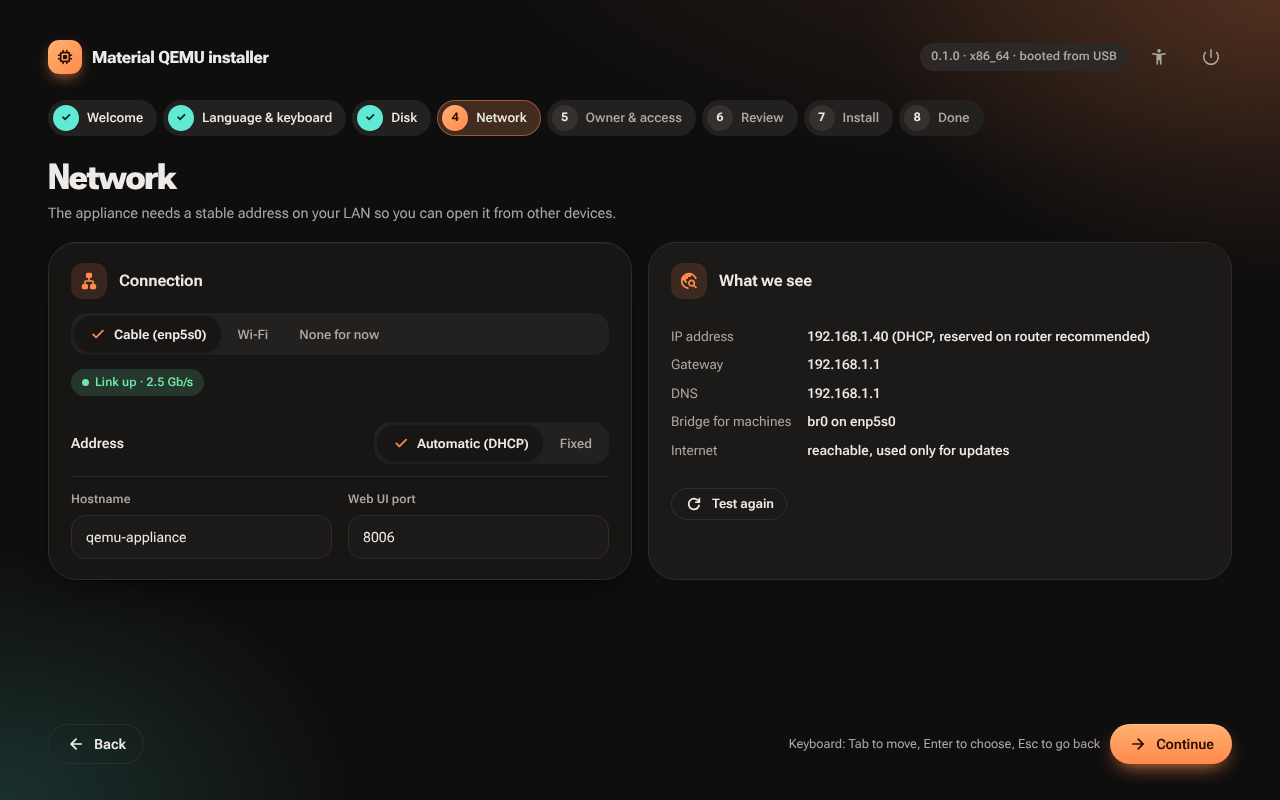 Material QEMU installer
0.1.0 · x86_64 · booted from USB
Welcome
Language & keyboard
Disk
4 Network
5 Owner & access
6 Review
7 Install
8 Done
Network
The appliance needs a stable address on your LAN so you can open it from other devices.
Connection
Cable (enp5s0) Wi-Fi None for now
Link up · 2.5 Gb/s
Address Automatic (DHCP) Fixed
Hostname Web UI port
qemu-appliance 8006
What we see
IP address 192.168.1.40 (DHCP, reserved on router recommended)
Gateway 192.168.1.1
DNS 192.168.1.1
Bridge for machines br0 on enp5s0
Internet reachable, used only for updates
Test again
Back
Keyboard: Tab to move, Enter to choose, Esc to go back
Continue